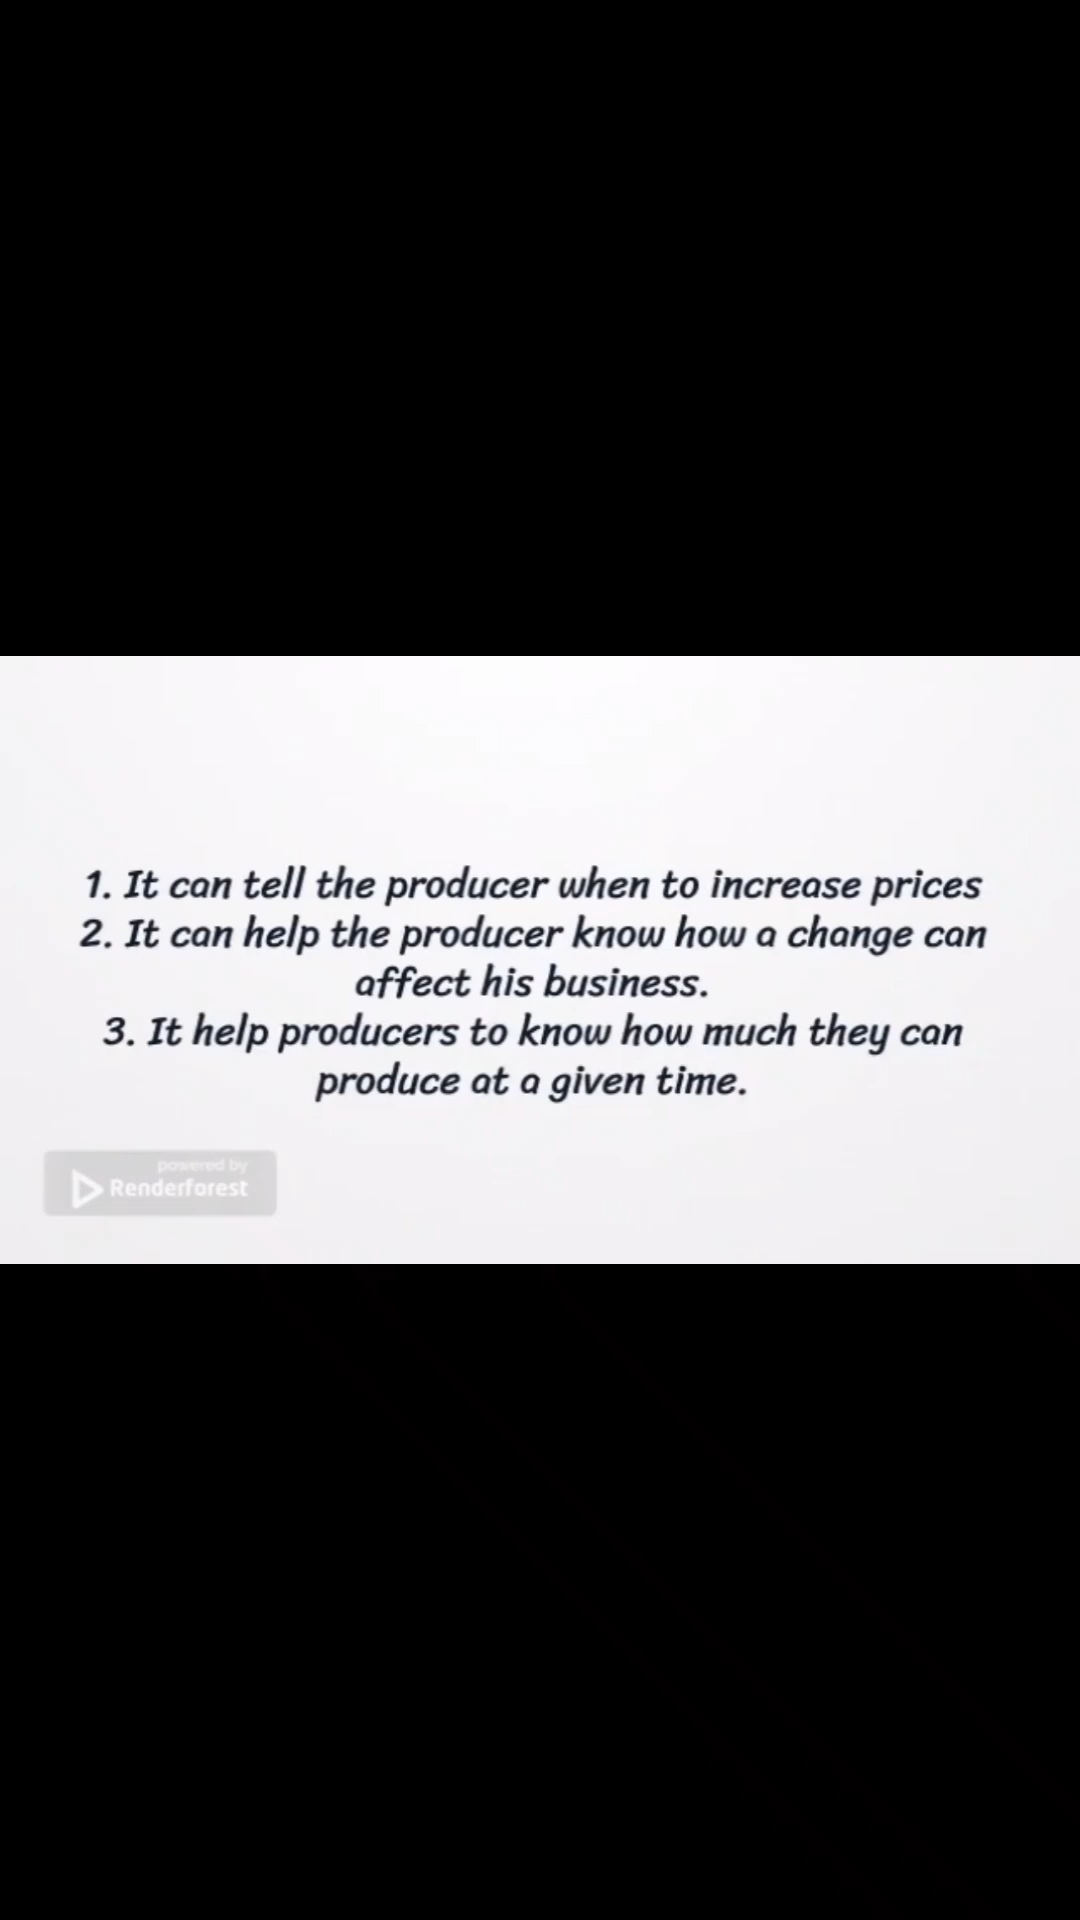 1. It can tell the producer when to increase prices
2. It can help the producer know how a change can
affect his business.
3. It help producers to know how much they can
produce at a given time.
powered by
Renderforest